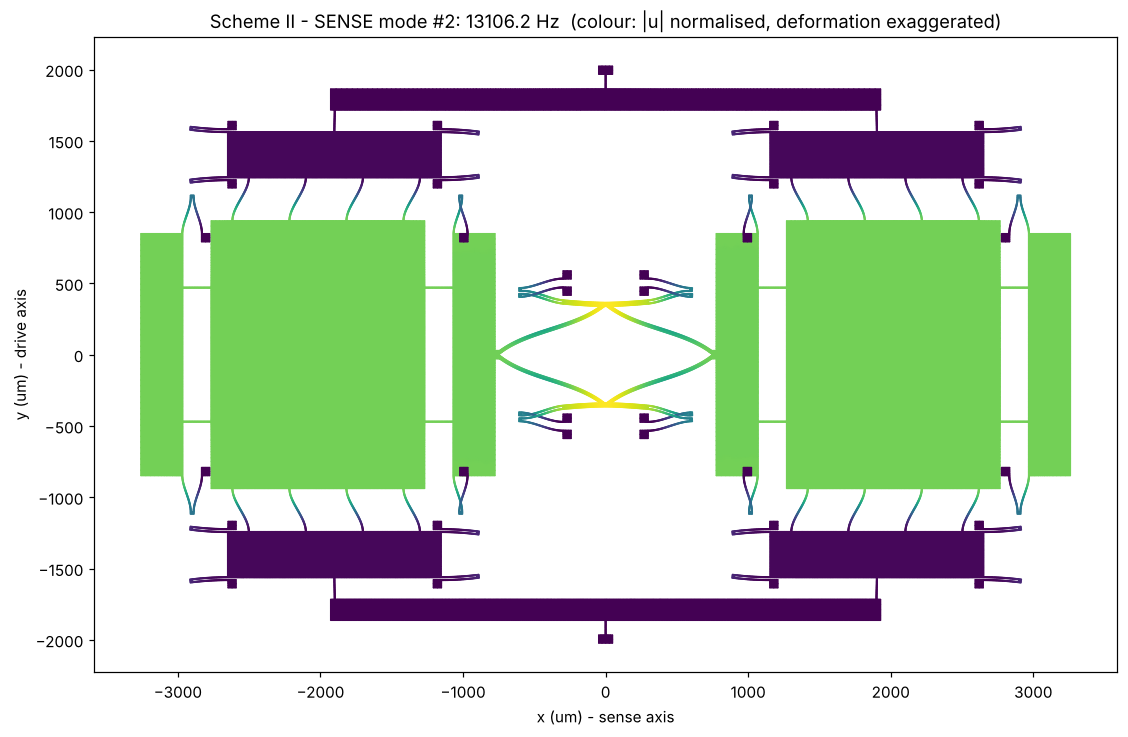 Scheme II - SENSE mode #2: 13106.2 Hz (colour: |u| normalised, deformation exaggerated)
y (um) - drive axis
2000
1500
1000
500
0
−500
−1000
−1500
−2000
−3000 −2000 −1000 0 1000 2000 3000
x (um) - sense axis